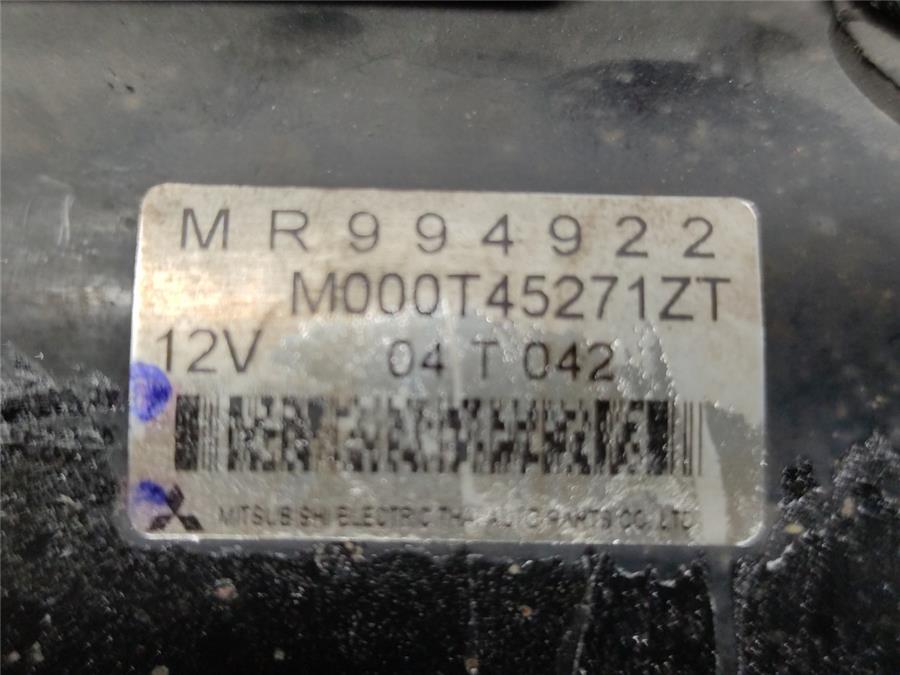 MR994922
M000T45271ZT
12V 04 T 042
MITSUBISHI ELECTRIC THAI AUTO PARTS CO., LTD.